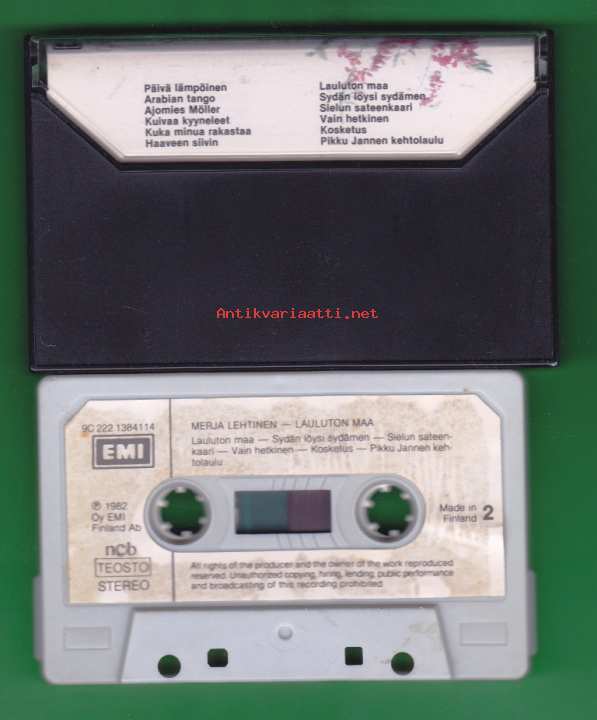 Päivä lämpöinen
Arabian tango
Ajomies Möller
Kuivaa kyyneleet
Kuka minua rakastaa
Haaveen siivin
Lauluton maa
Sydän löysi sydämen
Sielun sateenkaari
Vain hetkinen
Kosketus
Pikku Jannen kehtolaulu
Antikvariaatti.net
9C 222 1384114
EMI
MERJA LEHTINEN — LAULUTON MAA
Lauluton maa — Sydän löysi sydämen — Sielun sateen-
kaari — Vain hetkinen — Kosketus — Pikku Jannen keh-
tolaulu
℗ 1982
Oy EMI
Finland Ab
ncb
TEOSTO
STEREO
Made in
Finland 2
All rights of the producer and the owner of the work reproduced
reserved. Unauthorized copying, hiring, lending, public performance
and broadcasting of this recording prohibited.